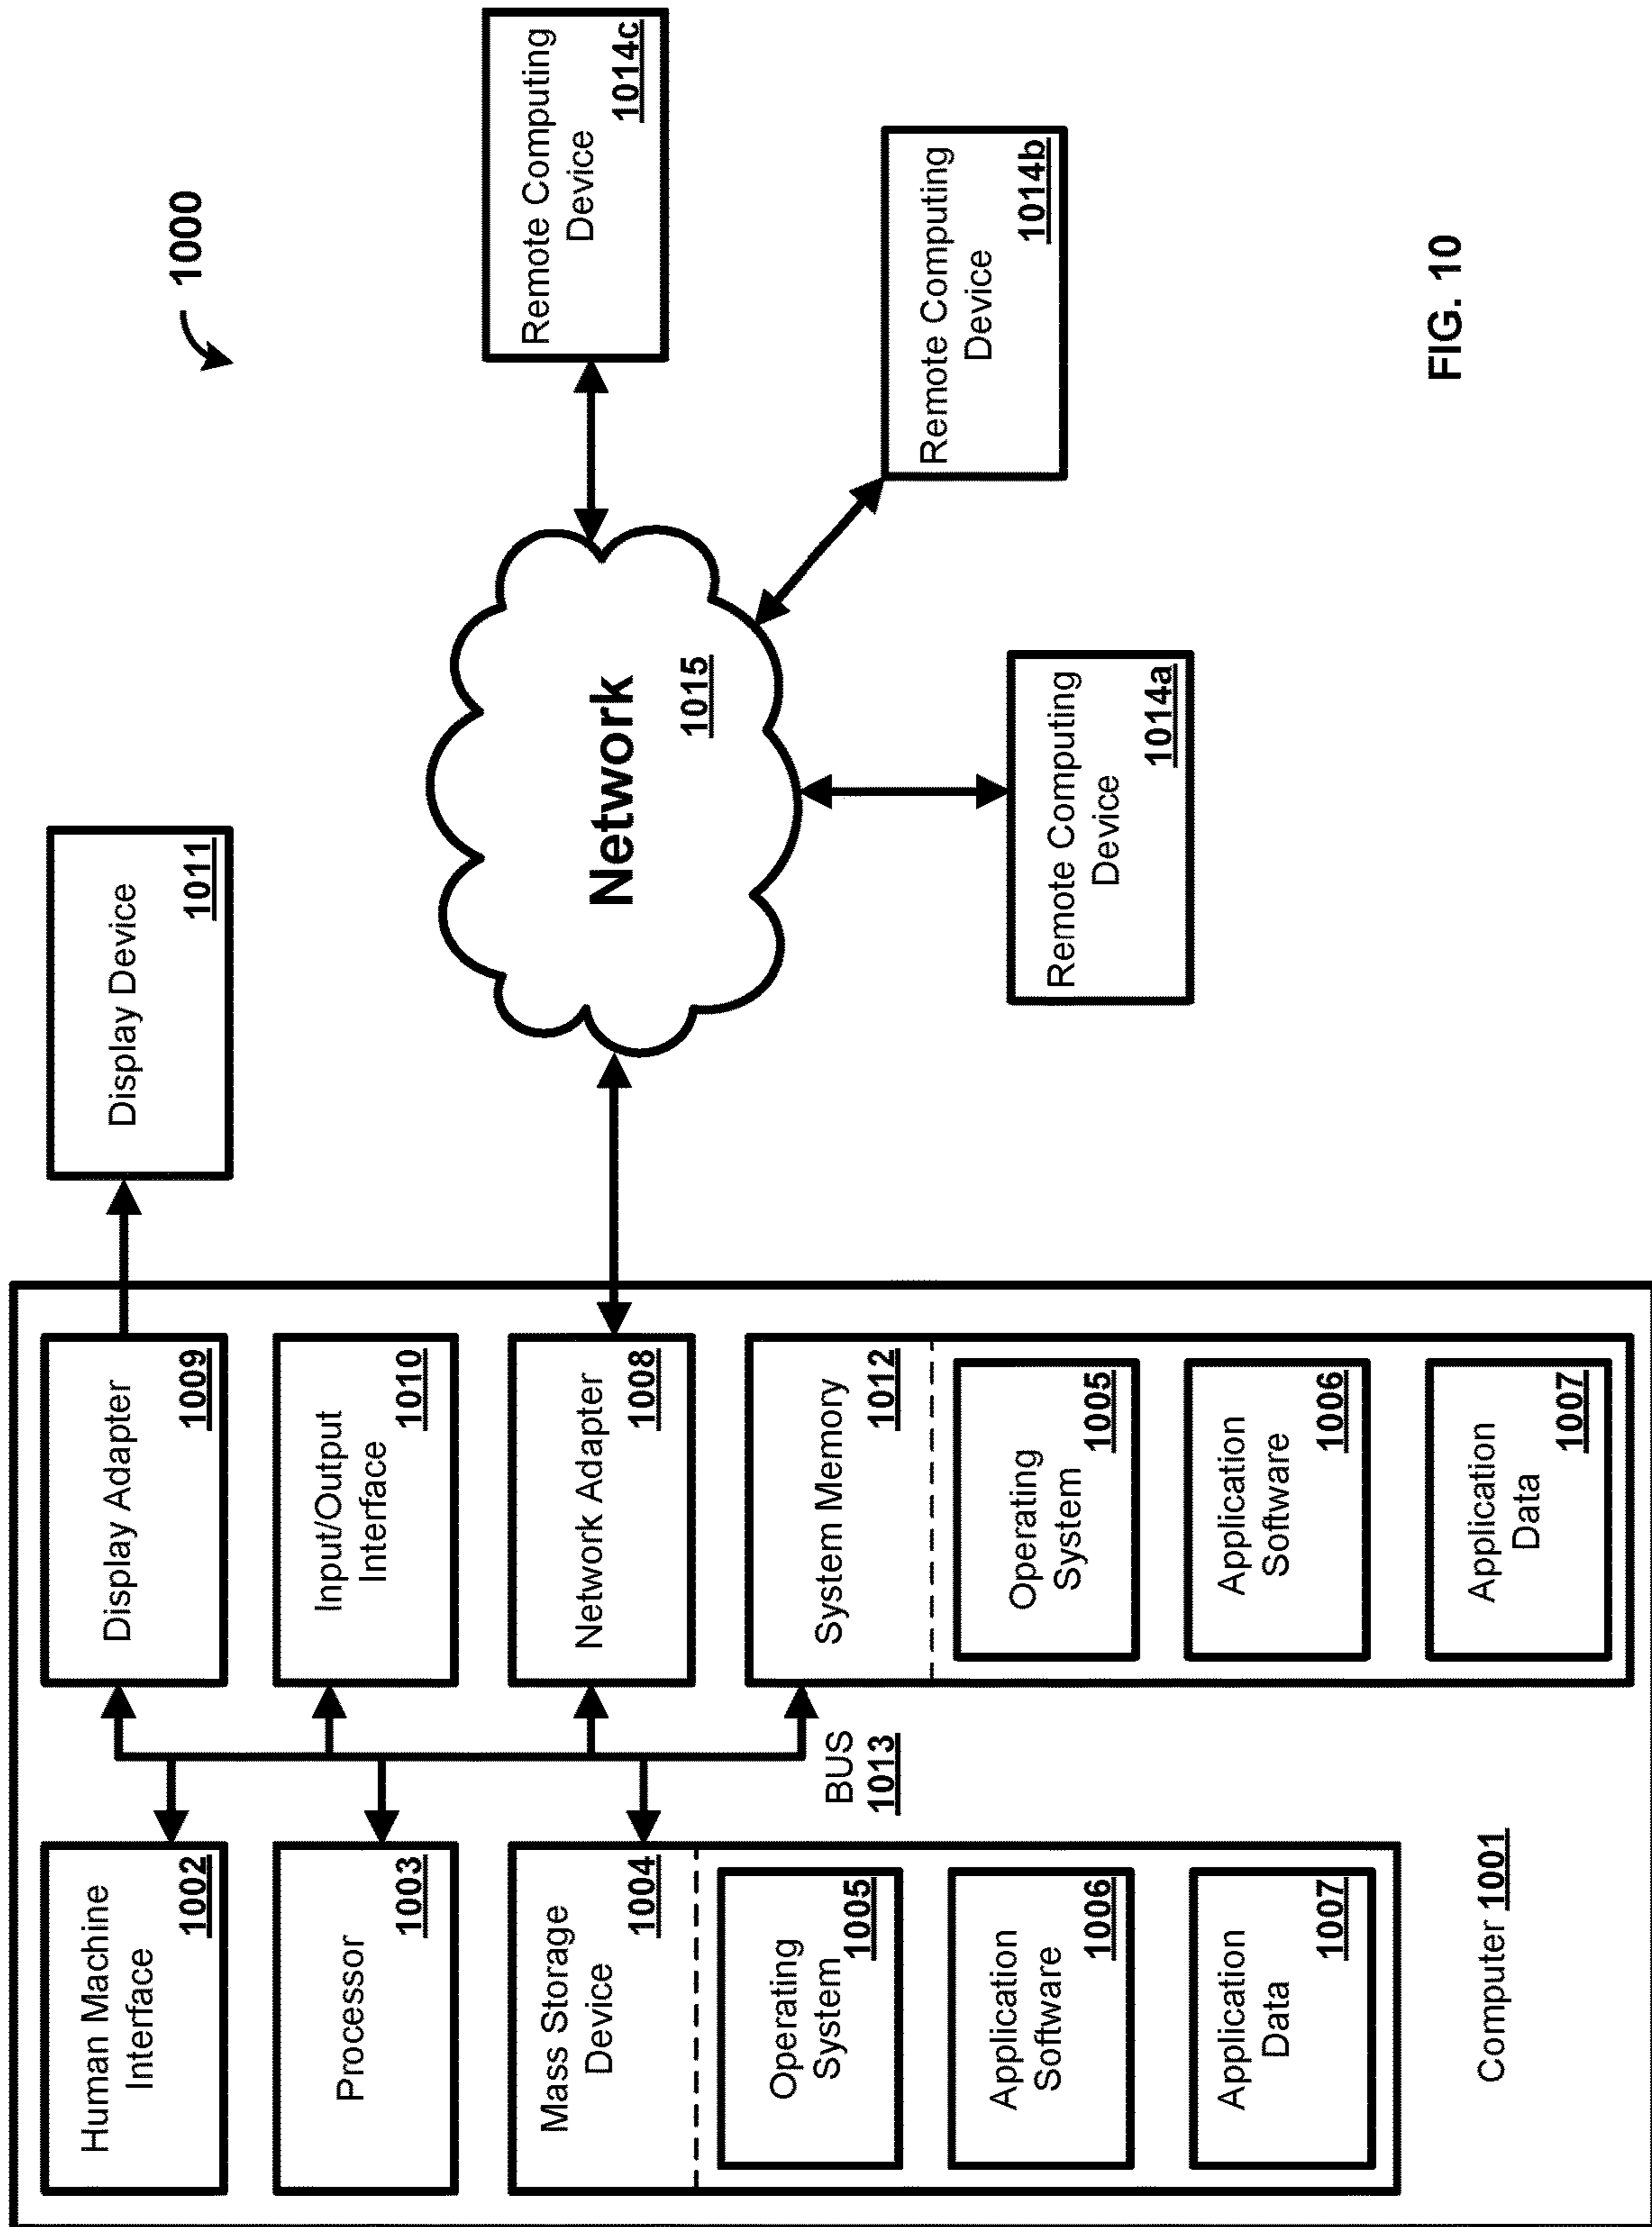 1000
Human Machine
Interface
1002
Processor
1003
Mass Storage
Device
1004
Operating
System
1005
Application
Software
1006
Application
Data
1007
Display Adapter
1009
Input/Output
Interface
1010
Network Adapter
1008
System Memory
1012
Operating
System
1005
Application
Software
1006
Application
Data
1007
BUS
1013
Computer 1001
Display Device
1011
Network
1015
Remote Computing
Device
1014a
Remote Computing
Device
1014b
Remote Computing
Device
1014c
FIG. 10